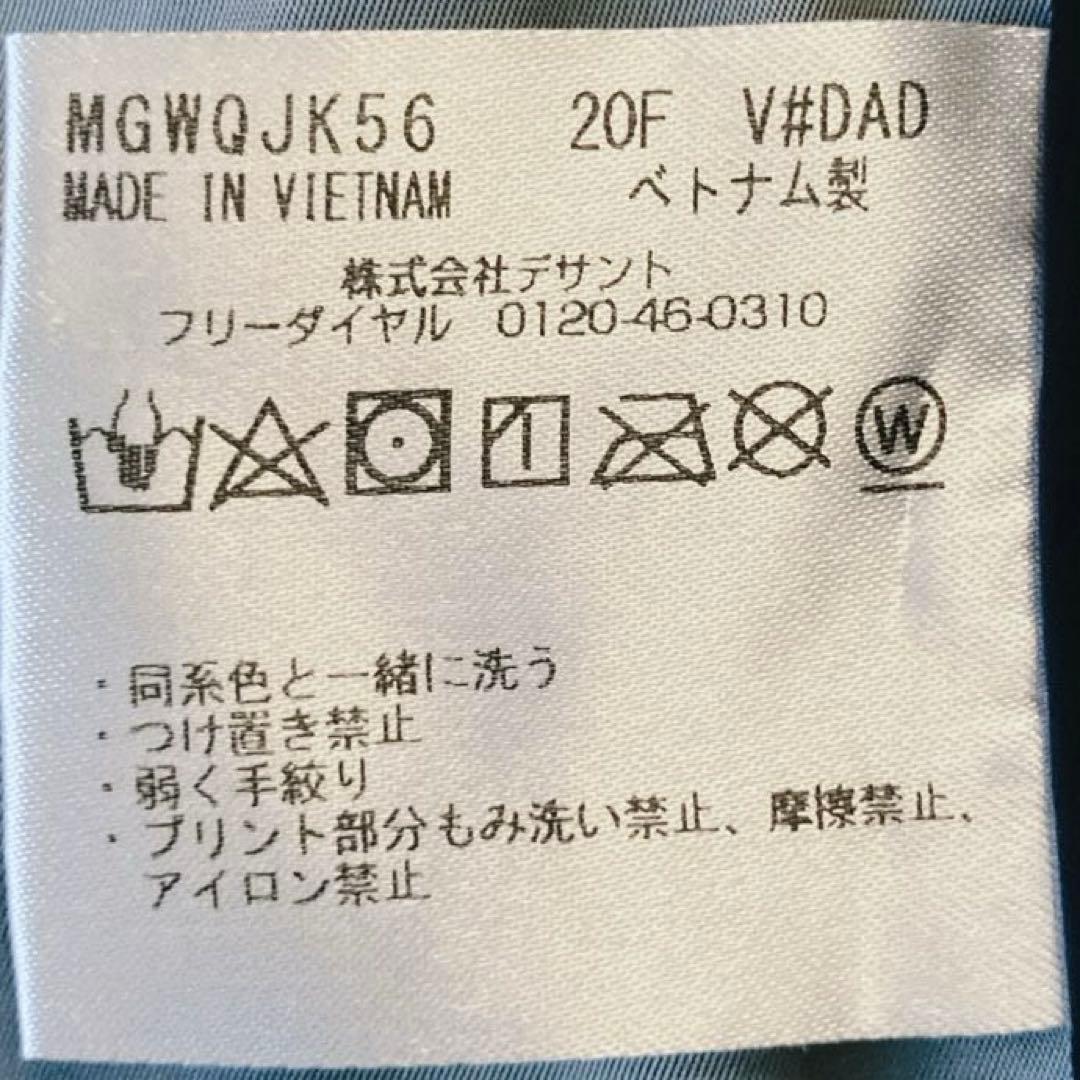 MGWQJK56 20F V#DAD
MADE IN VIETNAM ベトナム製
株式会社デサント
フリーダイヤル 0120-46-0310
W
・同系色と一緒に洗う
・つけ置き禁止
・弱く手絞り
・プリント部分もみ洗い禁止、摩擦禁止、
アイロン禁止